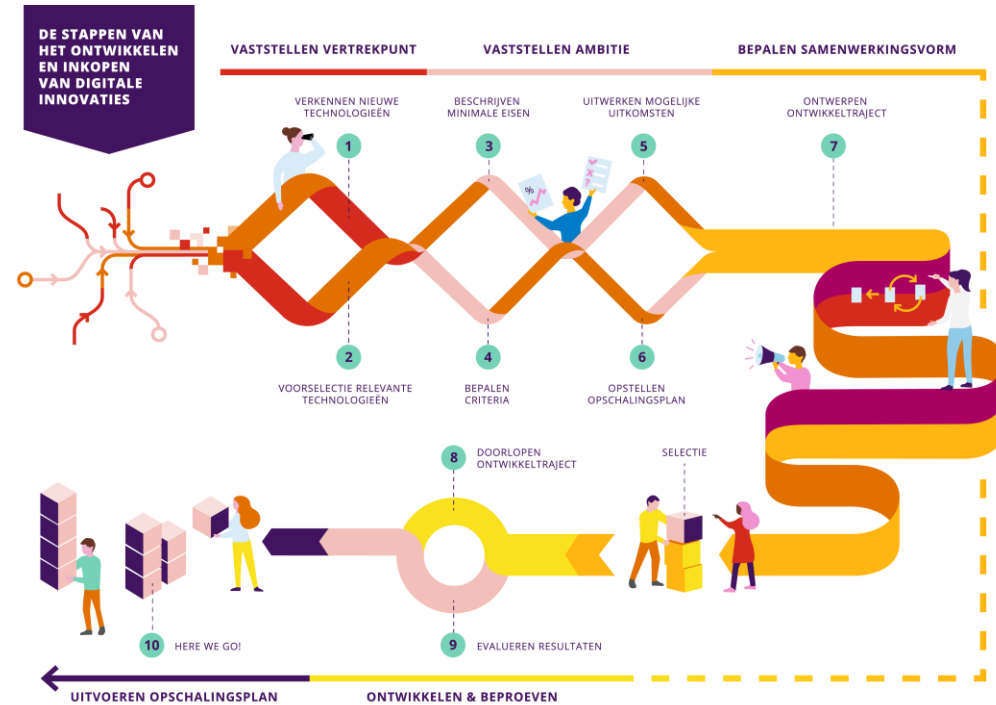 DE STAPPEN VAN
HET ONTWIKKELEN
EN INKOPEN
VAN DIGITALE
INNOVATIES
VASTSTELLEN VERTREKPUNT
VASTSTELLEN AMBITIE
BEPALEN SAMENWERKINGSVORM
VERKENNEN NIEUWE
TECHNOLOGIEËN
1
BESCHRIJVEN
MINIMALE EISEN
3
UITWERKEN MOGELIJKE
UITKOMSTEN
5
ONTWERPEN
ONTWIKKELTRAJECT
7
%
2
VOORSELECTIE RELEVANTE
TECHNOLOGIEËN
4
BEPALEN
CRITERIA
6
OPSTELLEN
OPSCHALINGSPLAN
8
DOORLOPEN
ONTWIKKELTRAJECT
SELECTIE
10
HERE WE GO!
9
EVALUEREN RESULTATEN
UITVOEREN OPSCHALINGSPLAN
ONTWIKKELEN & BEPROEVEN